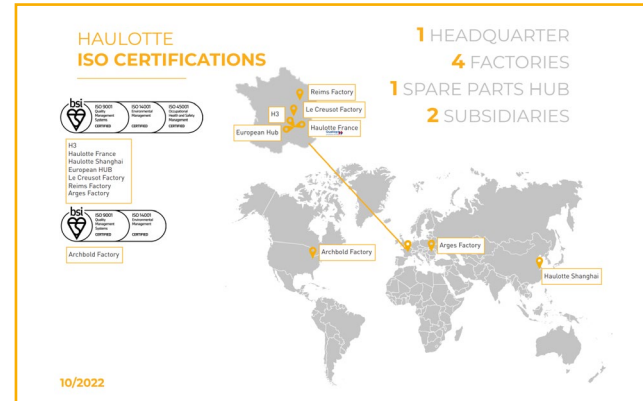 HAULOTTE
ISO CERTIFICATIONS
1 HEADQUARTER
4 FACTORIES
1 SPARE PARTS HUB
2 SUBSIDIARIES
bsi
ISO 9001
Quality
Management
Systems
CERTIFIED
ISO 14001
Environmental
Management
CERTIFIED
ISO 45001
Occupational
Health and Safety
Management
CERTIFIED
H3
Haulotte France
Haulotte Shanghai
European HUB
Le Creusot Factory
Reims Factory
Arges Factory
bsi
ISO 9001
Quality
Management
Systems
CERTIFIED
ISO 14001
Environmental
Management
CERTIFIED
Archbold Factory
Reims Factory
Le Creusot Factory
H3
European Hub
Haulotte France
Archbold Factory
Arges Factory
Haulotte Shanghai
10/2022